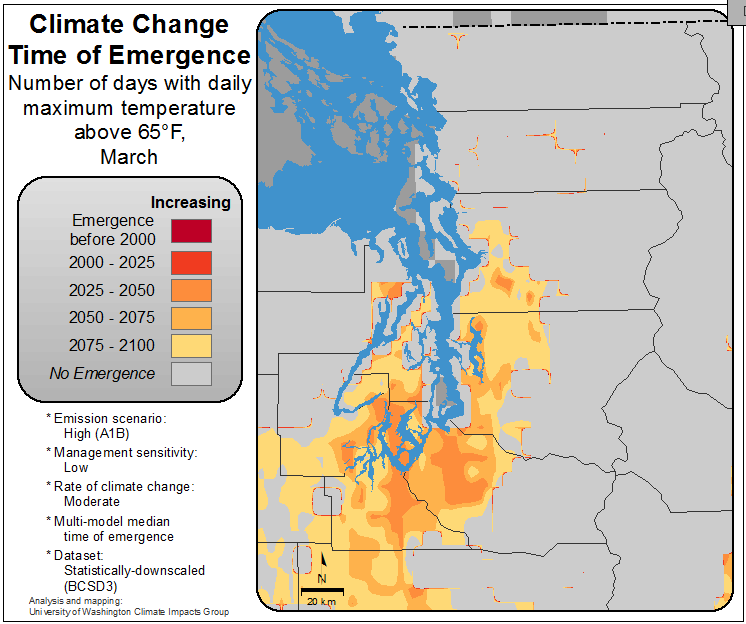 Climate Change
Time of Emergence
Number of days with daily
maximum temperature
above 65°F,
March
Increasing
Emergence
before 2000
2000 - 2025
2025 - 2050
2050 - 2075
2075 - 2100
No Emergence
* Emission scenario:
High (A1B)
* Management sensitivity:
Low
* Rate of climate change:
Moderate
* Multi-model median
time of emergence
* Dataset:
Statistically-downscaled
(BCSD3)
Analysis and mapping:
University of Washington Climate Impacts Group
N
20 km